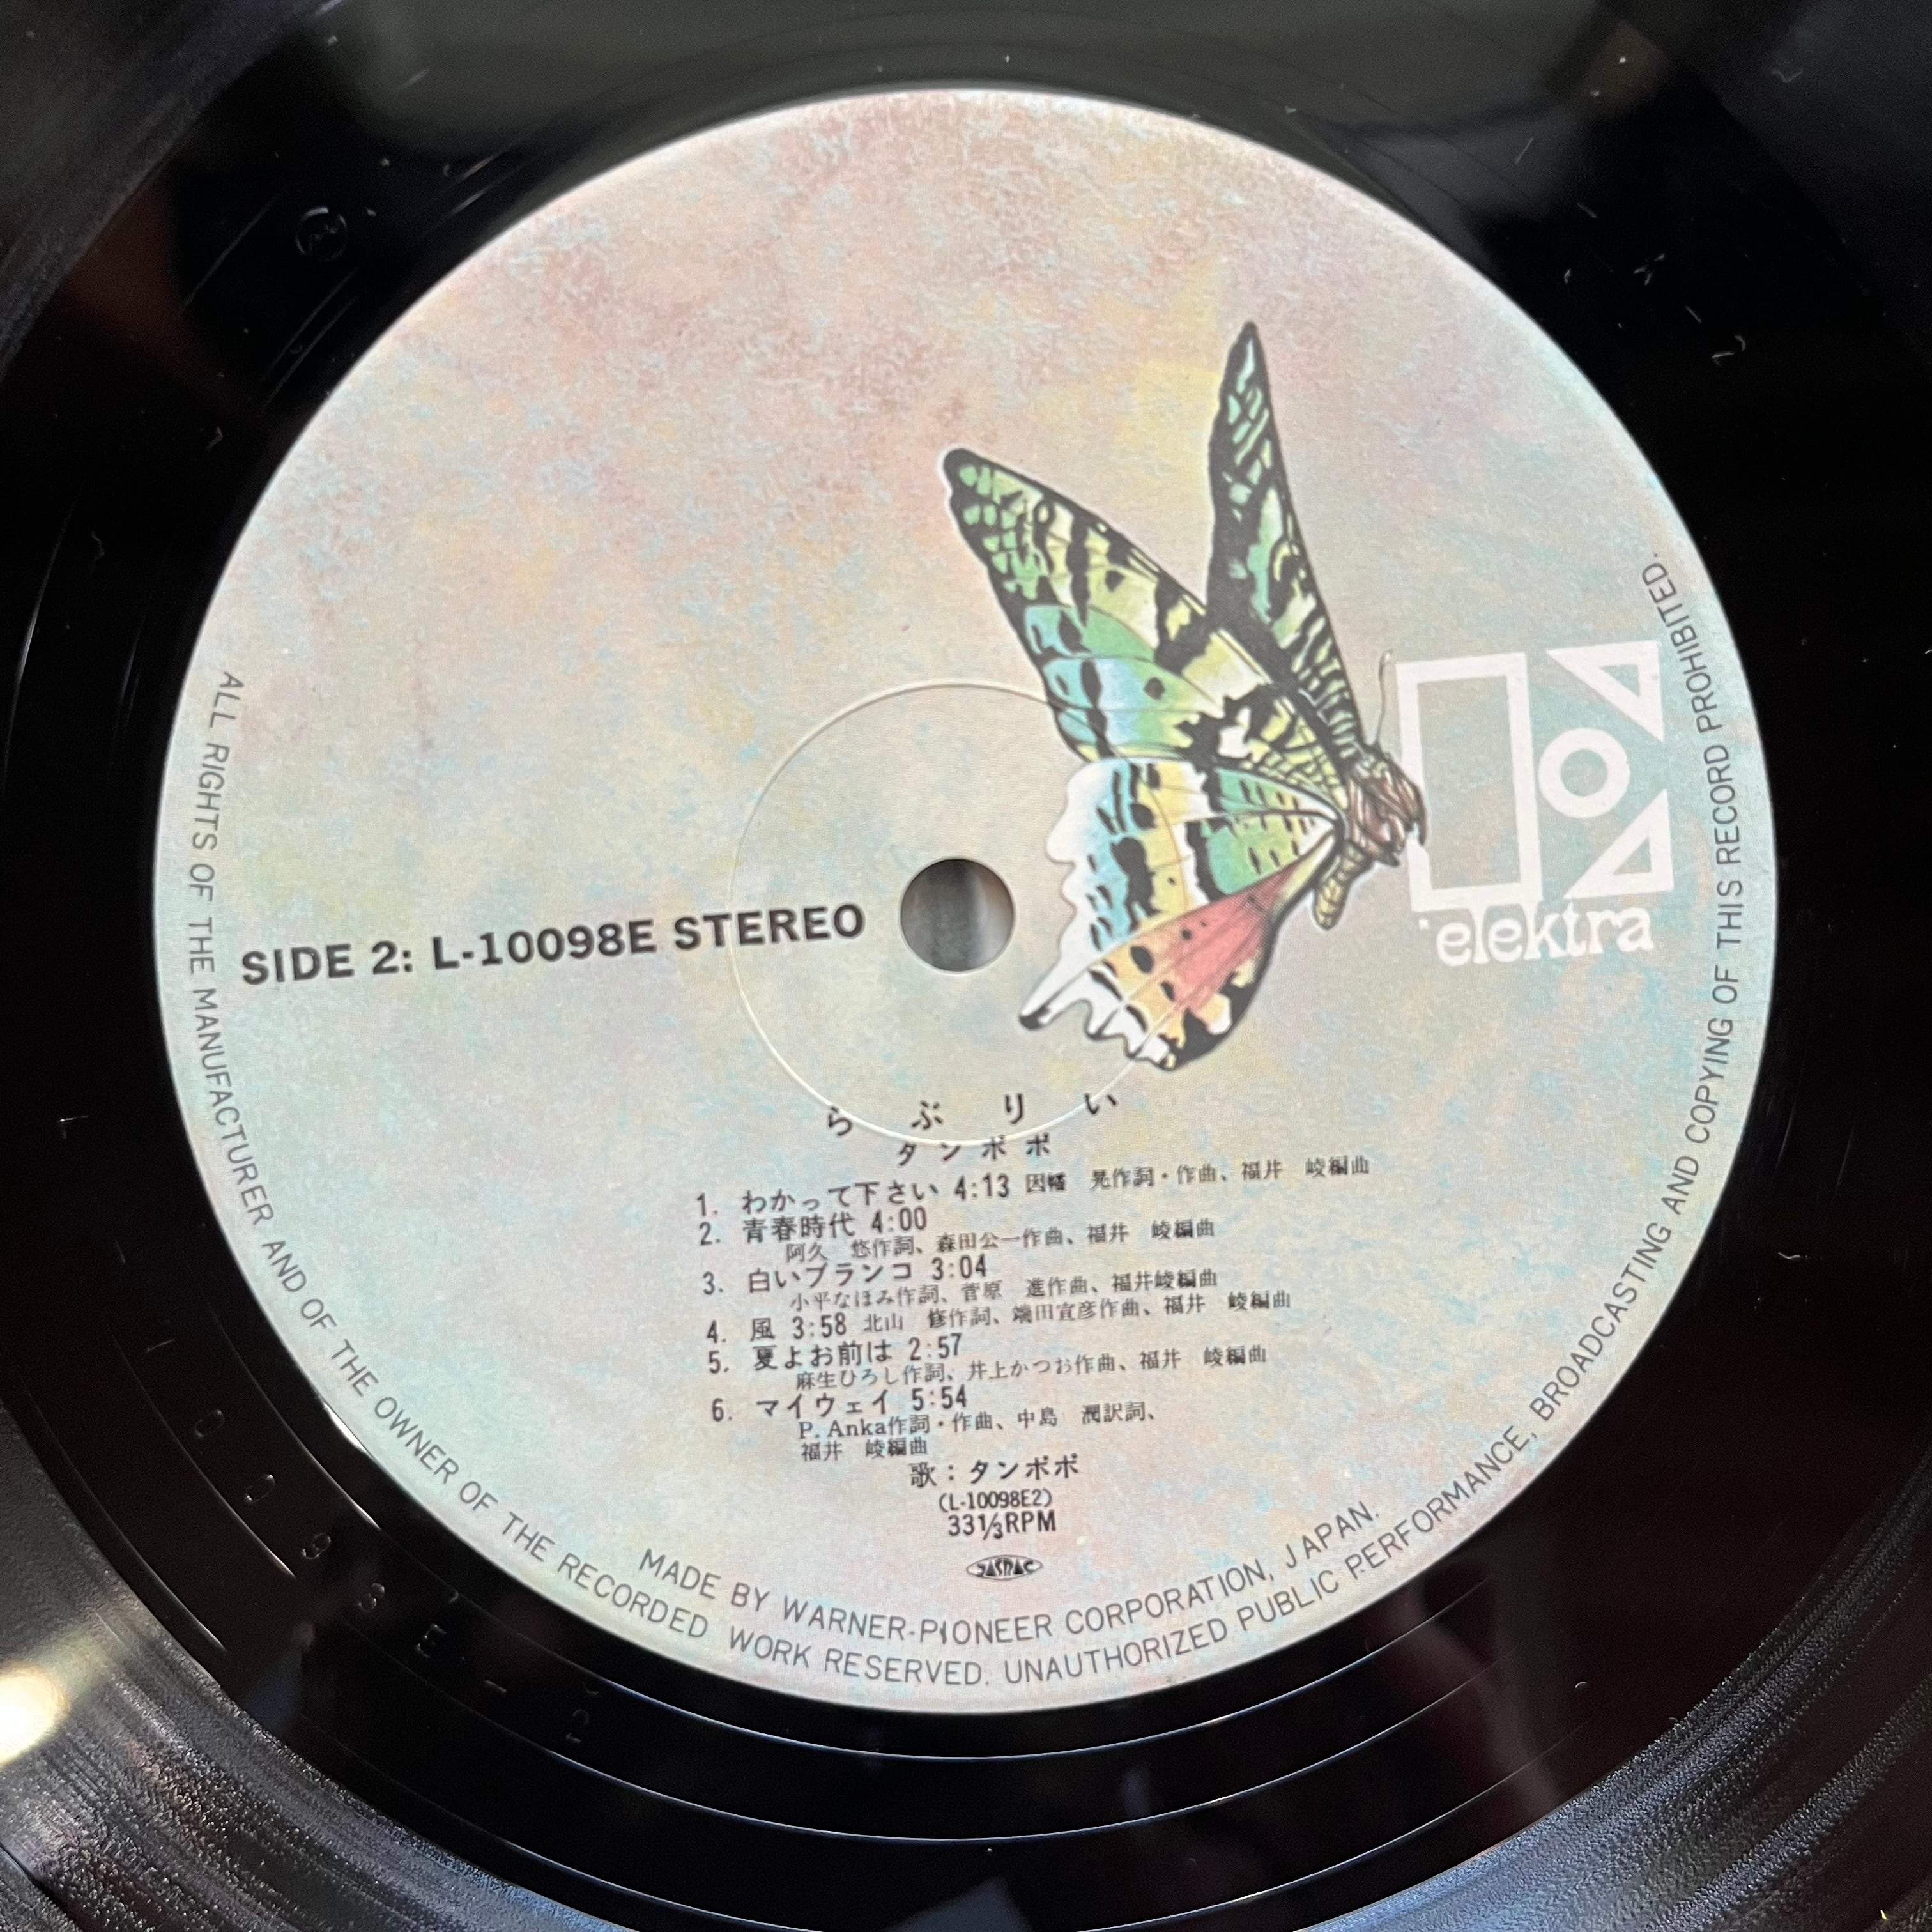 elektra
SIDE 2: L-10098E STEREO
らぶりい
タンポポ
1. わかって下さい 4:13 因幡 晃作詞・作曲、福井 崚編曲
2. 青春時代 4:00
阿久 悠作詞、森田公一作曲、福井 崚編曲
3. 白いブランコ 3:04
小平なほみ作詞、菅原 進作曲、福井崚編曲
4. 風 3:58 北山 修作詞、端田宣彦作曲、福井 崚編曲
5. 夏よお前は 2:57
麻生ひろし作詞、井上かつお作曲、福井 崚編曲
6. マイウェイ 5:54
P. Anka作詞・作曲、中島 潤訳詞、
福井 崚編曲
歌：タンポポ
(L-10098E2)
33⅓RPM
JASRAC
MADE BY WARNER-PIONEER CORPORATION, JAPAN.
ALL RIGHTS OF THE MANUFACTURER AND OF THE OWNER OF THE RECORDED WORK RESERVED. UNAUTHORIZED PUBLIC PERFORMANCE, BROADCASTING AND COPYING OF THIS RECORD PROHIBITED.